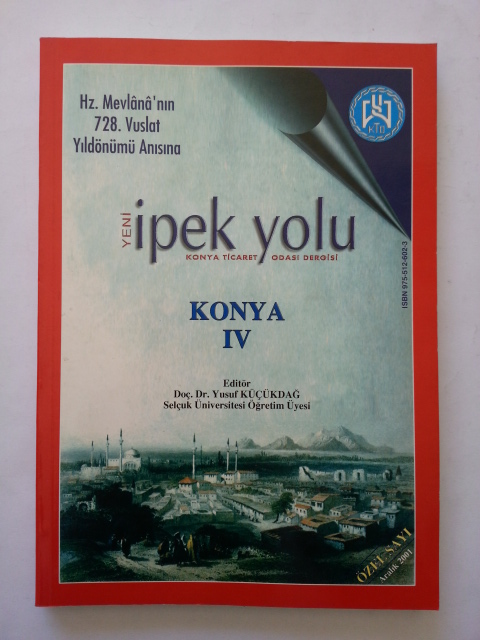 Hz. Mevlânâ'nın
728. Vuslat
Yıldönümü Anısına
KTO
YENİ
ipek yolu
KONYA TİCARET ODASI DERGİSİ
ISBN 975-512-602-3
KONYA
IV
Editör
Doç. Dr. Yusuf KÜÇÜKDAĞ
Selçuk Üniversitesi Öğretim Üyesi
ÖZEL SAYI
Aralık 2001